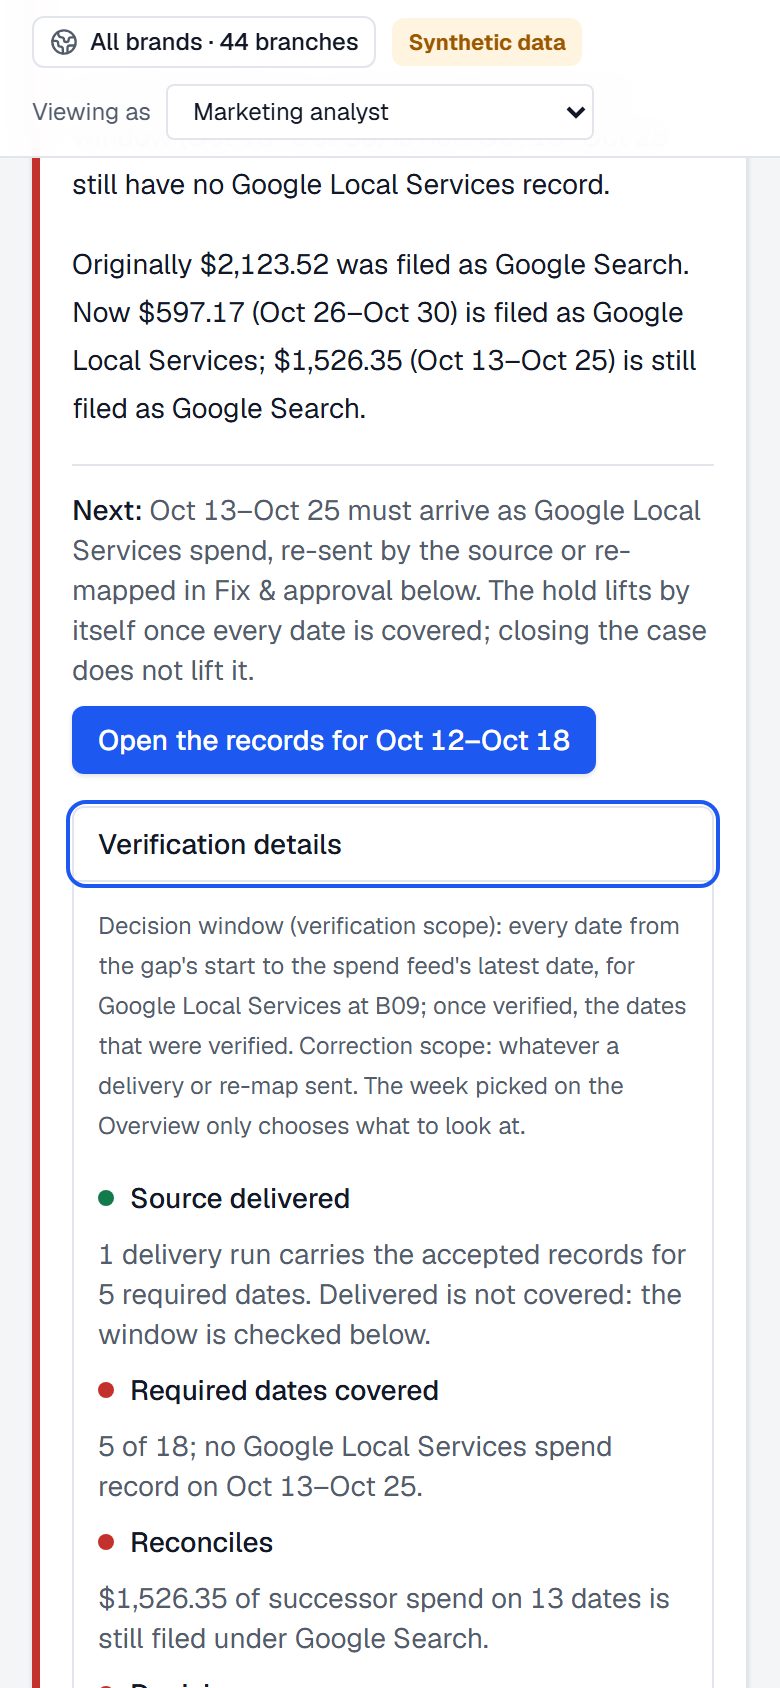 All brands · 44 branches
Synthetic data
Viewing as
Marketing analyst
still have no Google Local Services record.
Originally $2,123.52 was filed as Google Search.
Now $597.17 (Oct 26–Oct 30) is filed as Google
Local Services; $1,526.35 (Oct 13–Oct 25) is still
filed as Google Search.
Next: Oct 13–Oct 25 must arrive as Google Local
Services spend, re-sent by the source or re-
mapped in Fix & approval below. The hold lifts by
itself once every date is covered; closing the case
does not lift it.
Open the records for Oct 12–Oct 18
Verification details
Decision window (verification scope): every date from
the gap's start to the spend feed's latest date, for
Google Local Services at B09; once verified, the dates
that were verified. Correction scope: whatever a
delivery or re-map sent. The week picked on the
Overview only chooses what to look at.
Source delivered
1 delivery run carries the accepted records for
5 required dates. Delivered is not covered: the
window is checked below.
Required dates covered
5 of 18; no Google Local Services spend
record on Oct 13–Oct 25.
Reconciles
$1,526.35 of successor spend on 13 dates is
still filed under Google Search.